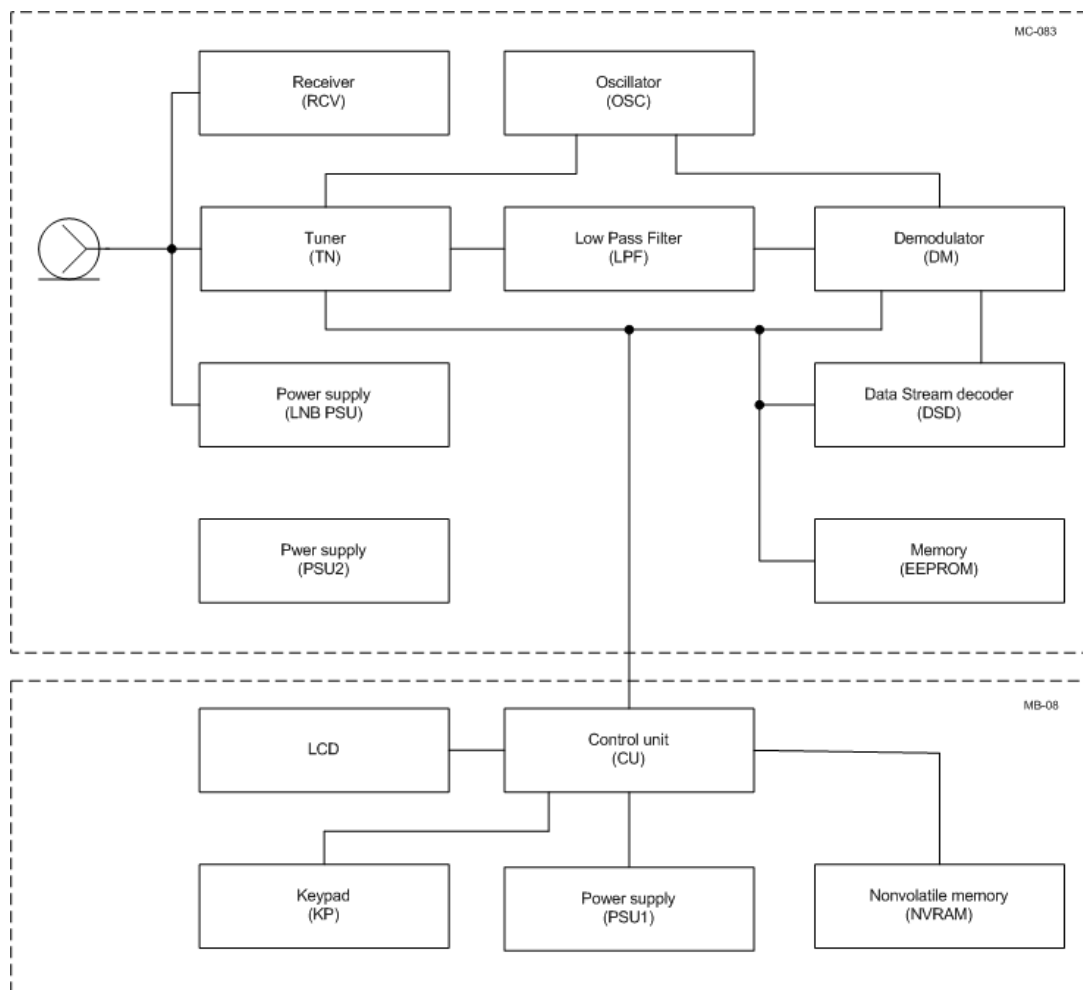 MC-083
Receiver
(RCV)
Oscillator
(OSC)
Tuner
(TN)
Low Pass Filter
(LPF)
Demodulator
(DM)
Power supply
(LNB PSU)
Data Stream decoder
(DSD)
Pwer supply
(PSU2)
Memory
(EEPROM)
MB-08
LCD
Control unit
(CU)
Keypad
(KP)
Power supply
(PSU1)
Nonvolatile memory
(NVRAM)